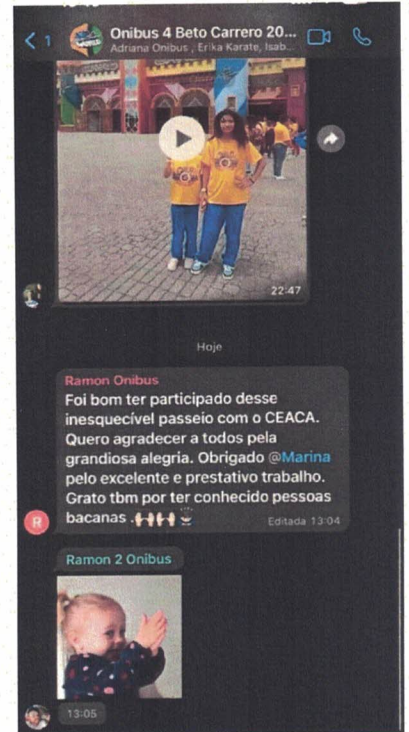 1
Onibus 4 Beto Carrero 20...
Adriana Onibus , Erika Karate, Isab...
WORLD
22:47
Hoje
Ramon Onibus
Foi bom ter participado desse
inesquecível passeio com o CEACA.
Quero agradecer a todos pela
grandiosa alegria. Obrigado @Marina
pelo excelente e prestativo trabalho.
Grato tbm por ter conhecido pessoas
bacanas .
Editada 13:04
R
Ramon 2 Onibus
13:05